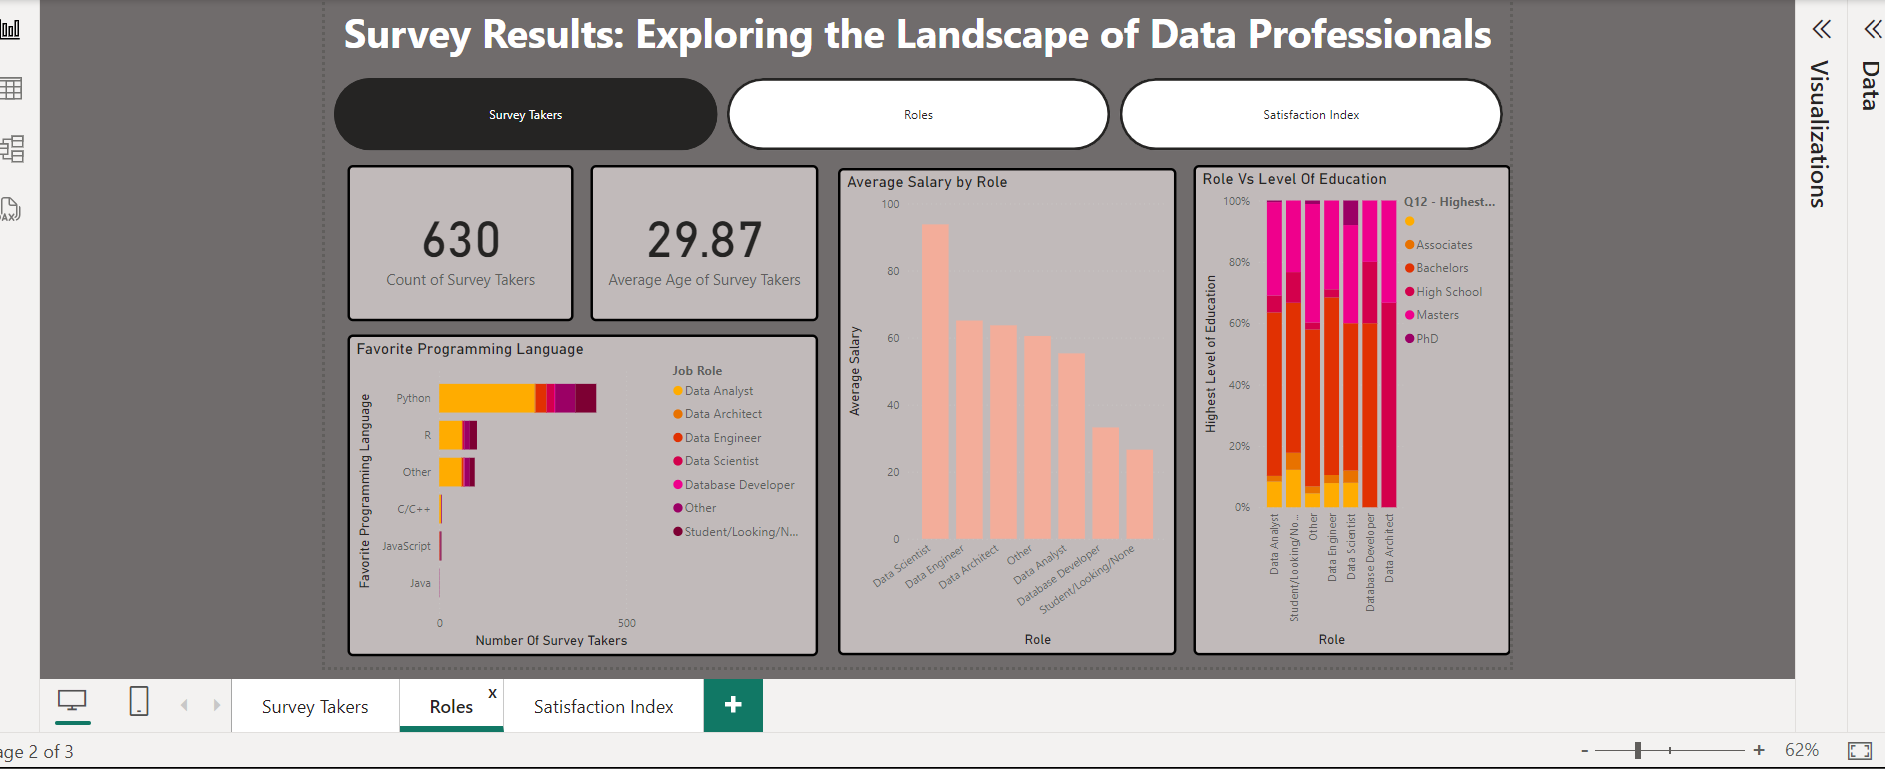 Survey Results: Exploring the Landscape of Data Professionals
Survey Takers
Roles
Satisfaction Index
630
Count of Survey Takers
29.87
Average Age of Survey Takers
Favorite Programming Language
Favorite Programming Language
Python
R
Other
C/C++
JavaScript
Java
0
500
Number Of Survey Takers
Job Role
Data Analyst
Data Architect
Data Engineer
Data Scientist
Database Developer
Other
Student/Looking/N...
Average Salary by Role
Average Salary
100
80
60
40
20
0
Data Scientist
Data Engineer
Data Architect
Other
Data Analyst
Database Developer
Student/Looking/None
Role
Role Vs Level Of Education
Highest Level of Education
100%
80%
60%
40%
20%
0%
Data Analyst
Student/Looking/No...
Other
Data Engineer
Data Scientist
Database Developer
Data Architect
Role
Q12 - Highest...
Associates
Bachelors
High School
Masters
PhD
Visualizations
Data
AX
Survey Takers
Roles
x
Satisfaction Index
+
age 2 of 3
- + 62%